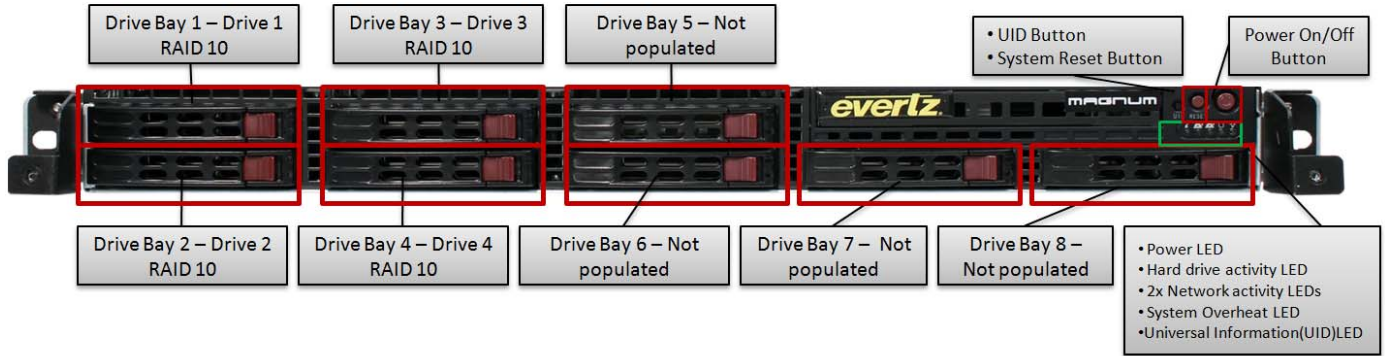 Drive Bay 1 – Drive 1
RAID 10
Drive Bay 3 – Drive 3
RAID 10
Drive Bay 5 – Not
populated
• UID Button
• System Reset Button
Power On/Off
Button
evertz.
MAGNUM
Drive Bay 2 – Drive 2
RAID 10
Drive Bay 4 – Drive 4
RAID 10
Drive Bay 6 – Not
populated
Drive Bay 7 – Not
populated
Drive Bay 8 –
Not populated
• Power LED
• Hard drive activity LED
• 2x Network activity LEDs
• System Overheat LED
•Universal Information(UID)LED